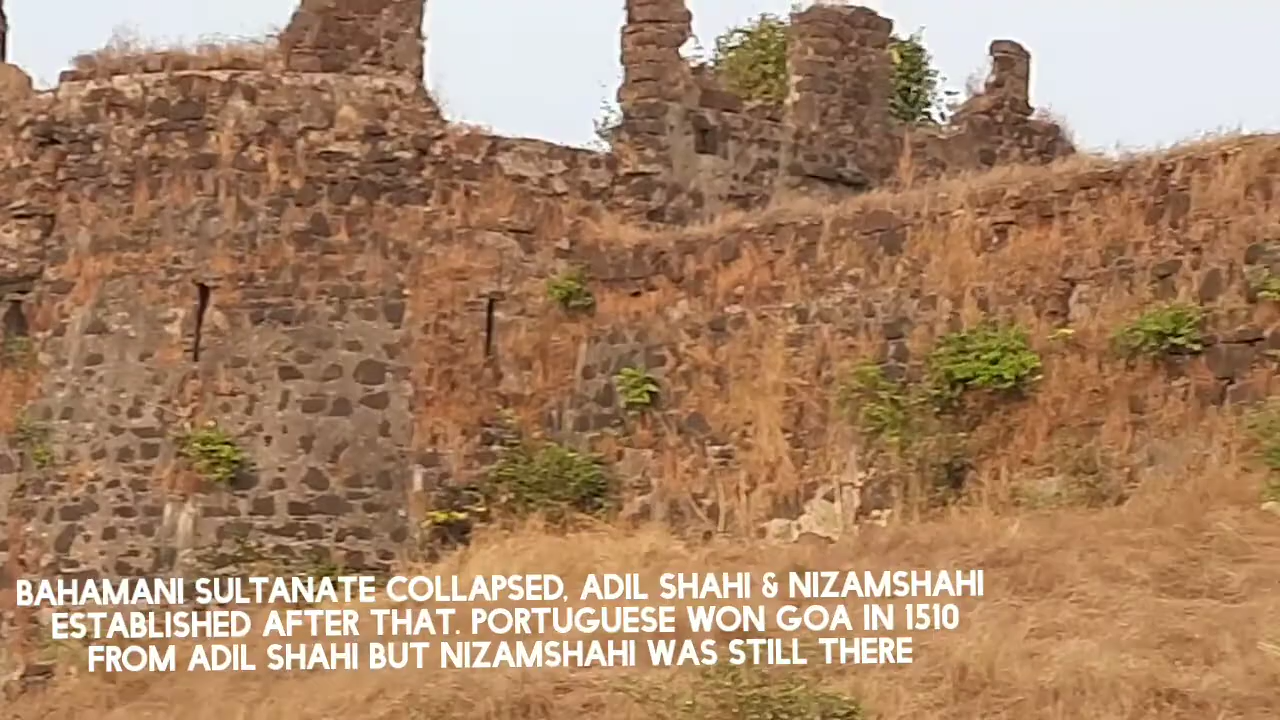 BAHAMANI SULTANATE COLLAPSED, ADIL SHAHI & NIZAMSHAHI
ESTABLISHED AFTER THAT. PORTUGUESE WON GOA IN 1510
FROM ADIL SHAHI BUT NIZAMSHAHI WAS STILL THERE